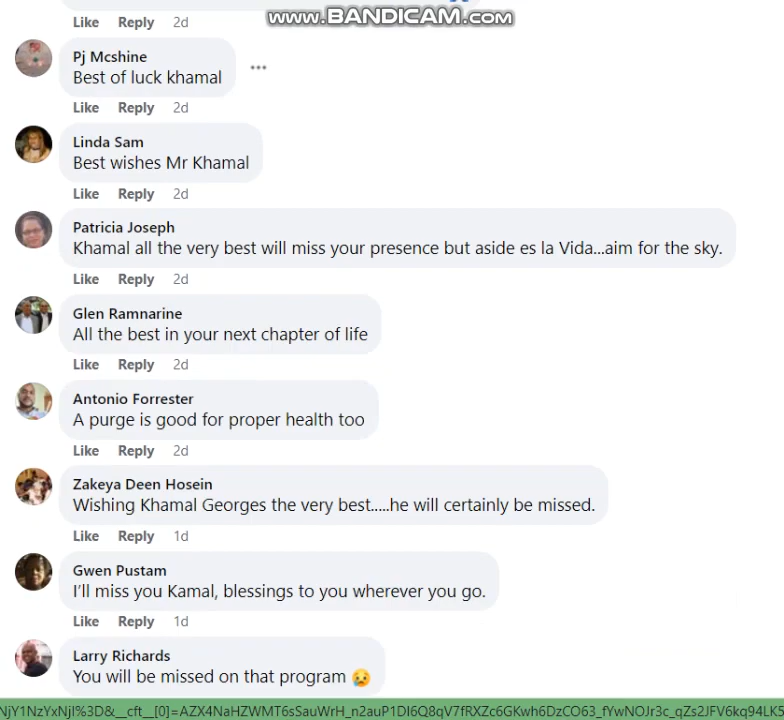 www.BANDICAM.com
Like Reply 2d
Pj Mcshine
Best of luck khamal
Like Reply 2d
Linda Sam
Best wishes Mr Khamal
Like Reply 2d
Patricia Joseph
Khamal all the very best will miss your presence but aside es la Vida...aim for the sky.
Like Reply 2d
Glen Ramnarine
All the best in your next chapter of life
Like Reply 2d
Antonio Forrester
A purge is good for proper health too
Like Reply 2d
Zakeya Deen Hosein
Wishing Khamal Georges the very best.....he will certainly be missed.
Like Reply 1d
Gwen Pustam
I'll miss you Kamal, blessings to you wherever you go.
Like Reply 1d
Larry Richards
You will be missed on that program 😥